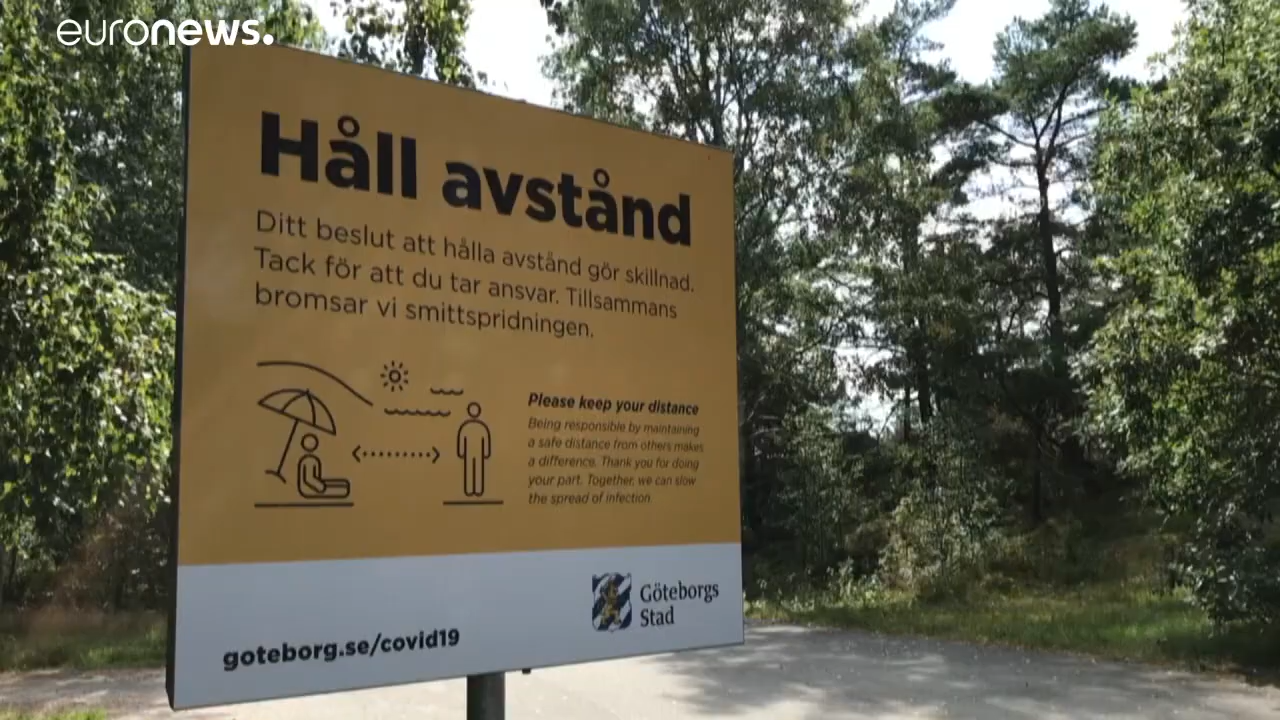 euronews.
Håll avstånd
Ditt beslut att hålla avstånd gör skillnad.
Tack för att du tar ansvar. Tillsammans
bromsar vi smittspridningen.
Please keep your distance
Being responsible by maintaining
a safe distance from others makes
a difference. Thank you for doing
your part. Together, we can slow
the spread of infection.
Göteborgs
Stad
goteborg.se/covid19